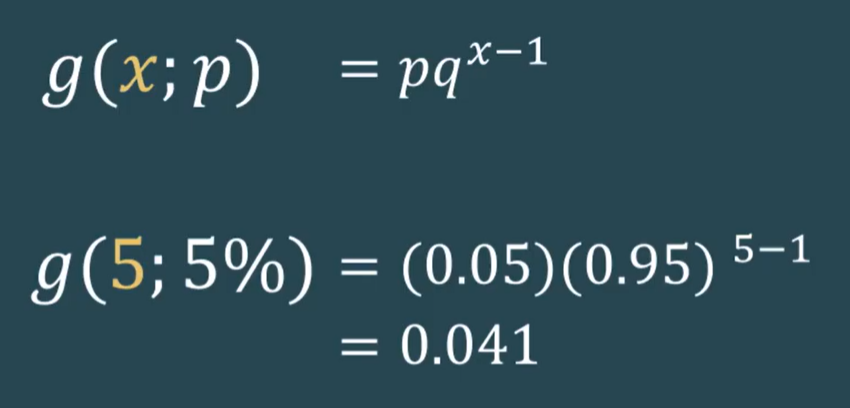 g(x; p) = pq^{x−1}
g(5; 5%) = (0.05)(0.95)^{5−1}
= 0.041